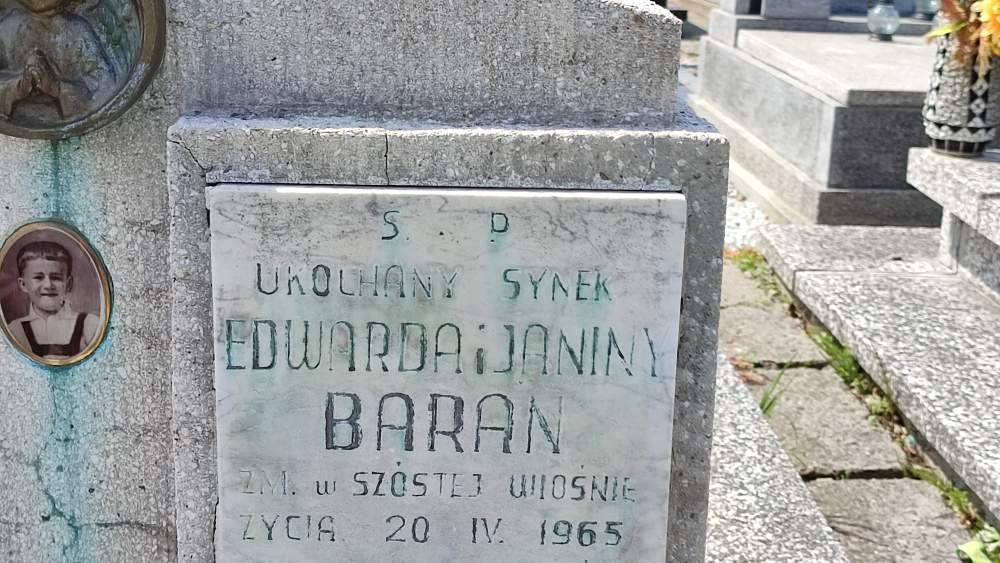 Ś. P
UKOCHANY SYNEK
EDWARDA i JANINY
BARAN
ZM. w SZÓSTEJ WIOŚNIE
ŻYCIA 20 IV. 1965